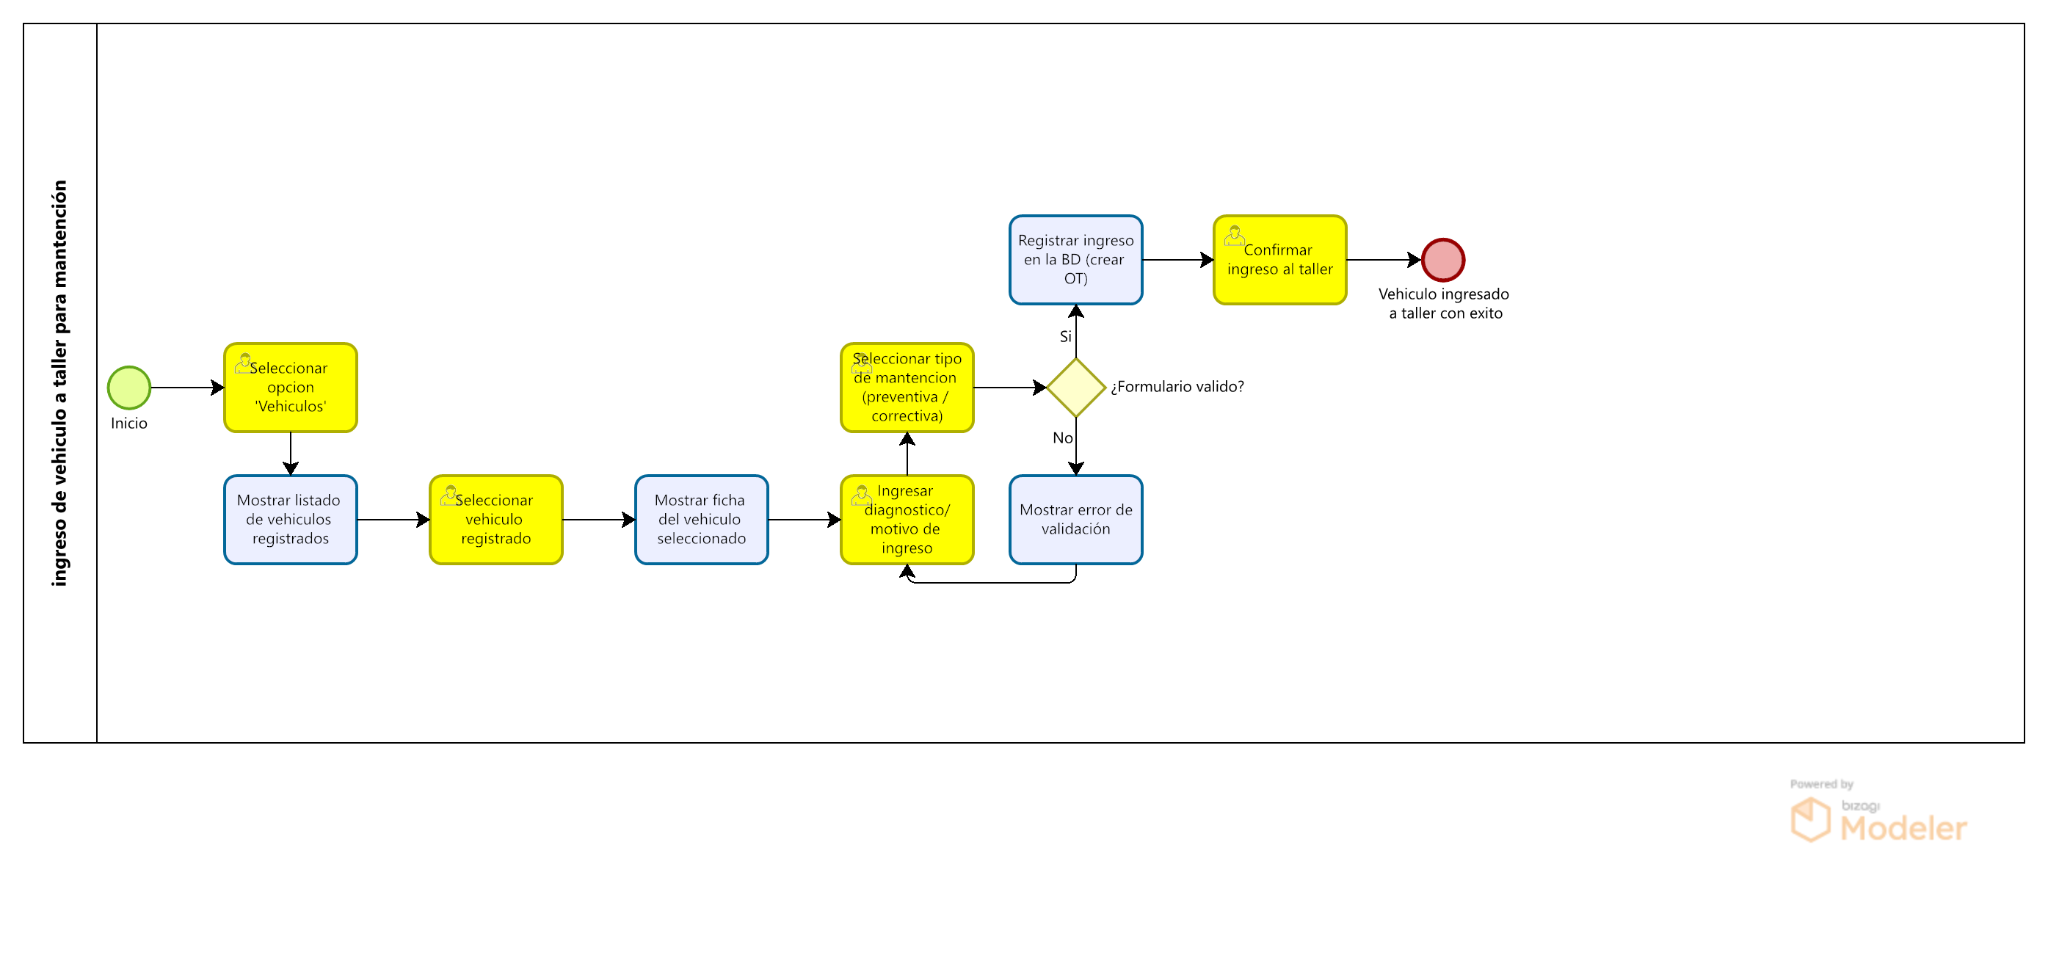 ingreso de vehiculo a taller para mantención
Inicio
Seleccionar
opcion
'Vehiculos'
Mostrar listado
de vehiculos
registrados
Seleccionar
vehiculo
registrado
Mostrar ficha
del vehiculo
seleccionado
Ingresar
diagnostico/
motivo de
ingreso
Seleccionar tipo
de mantencion
(preventiva /
correctiva)
¿Formulario valido?
Si
No
Registrar ingreso
en la BD (crear
OT)
Mostrar error de
validación
Confirmar
ingreso al taller
Vehiculo ingresado
a taller con exito
Powered by
bizagi
Modeler